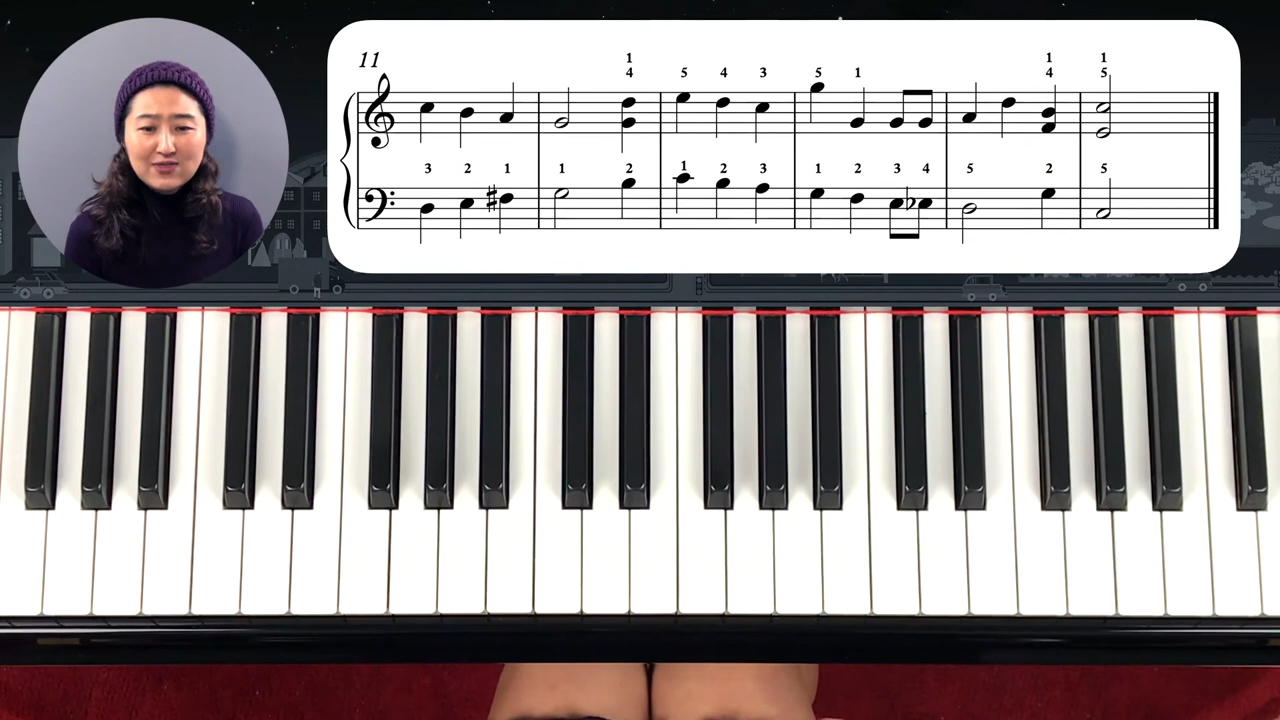 11
1 1 1
4 5 4 3 5 1 4 5
3 2 1 1 2 1 2 3 1 2 3 4 5 2 5